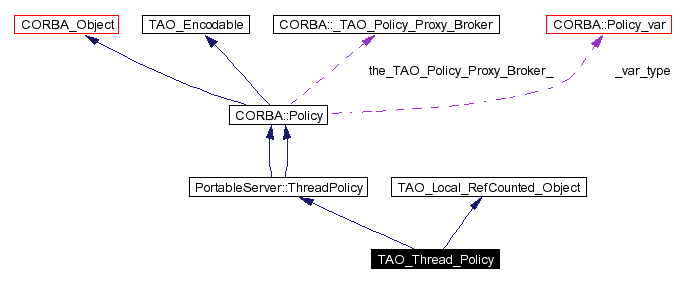 CORBA_Object
TAO_Encodable
CORBA::_TAO_Policy_Proxy_Broker
CORBA::Policy_var
the_TAO_Policy_Proxy_Broker_
_var_type
CORBA::Policy
PortableServer::ThreadPolicy
TAO_Local_RefCounted_Object
TAO_Thread_Policy